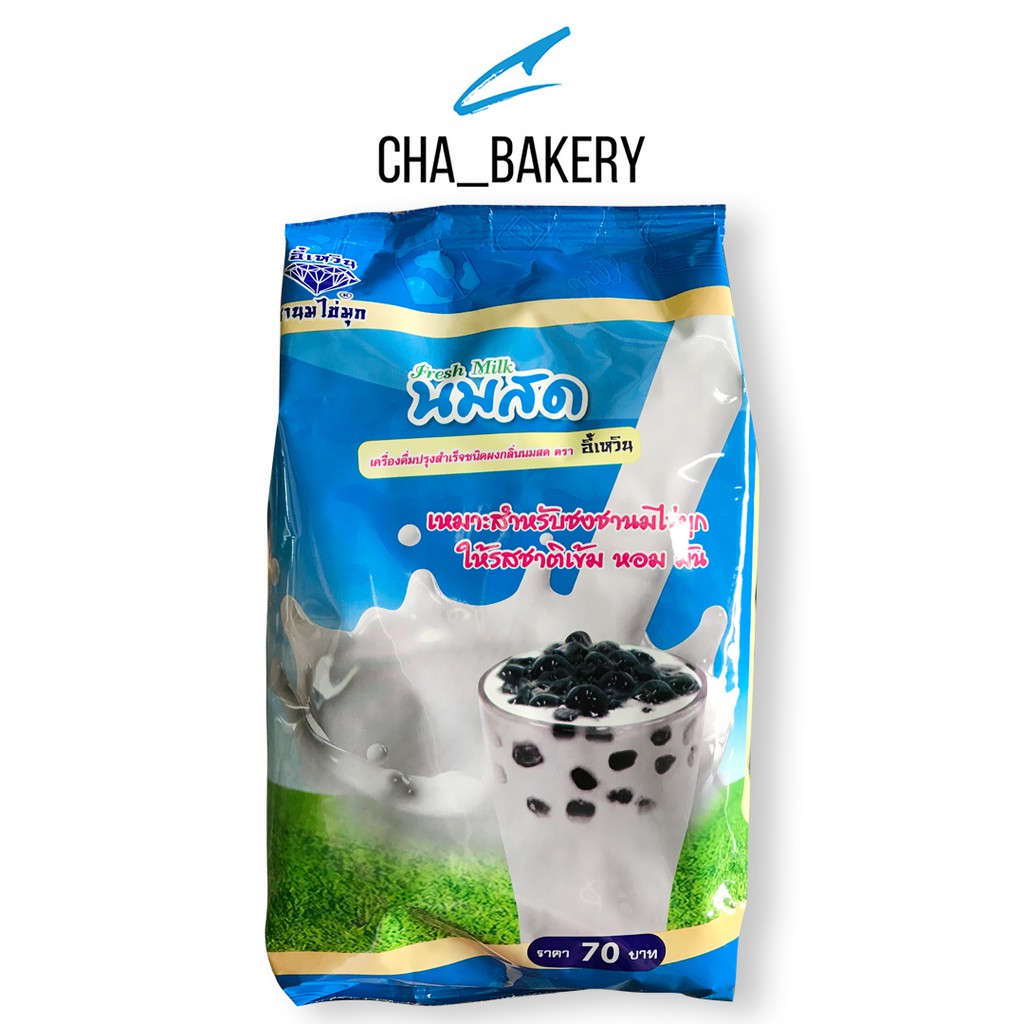 CHA_BAKERY
อี้เหวิน
ชานมไข่มุก
Fresh Milk
นมสด
เครื่องดื่มปรุงสำเร็จชนิดผงกลิ่นนมสด ตรา อี้เหวิน
เหมาะสำหรับชงชานมไข่มุก
ให้รสชาติเข้ม หอม มัน
ราคา 70 บาท